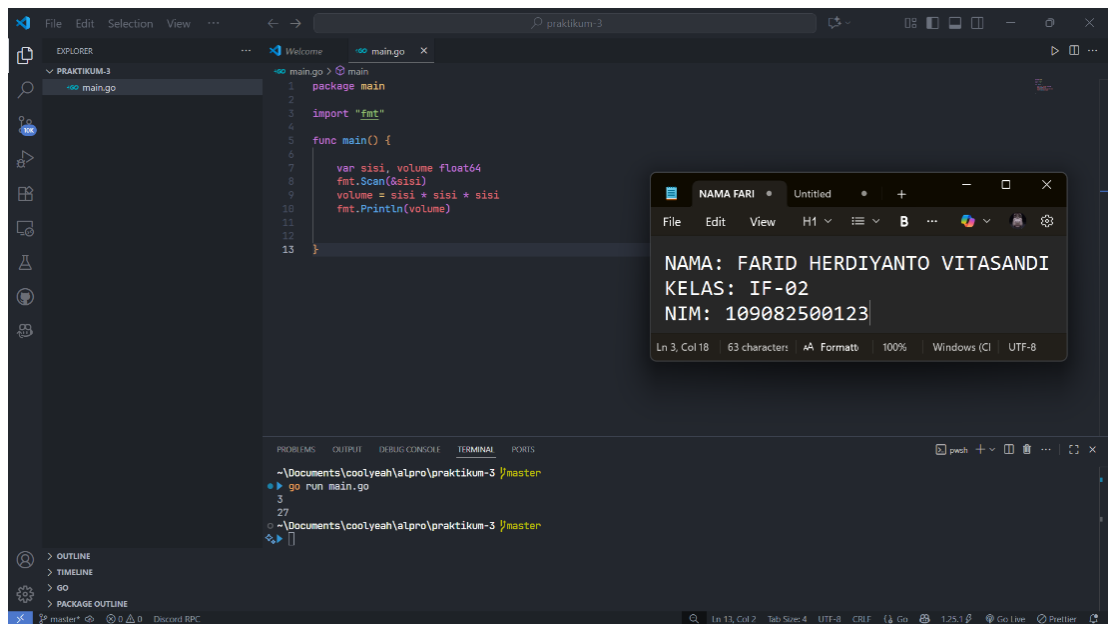 File Edit Selection View ··· praktikum-3
EXPLORER ···
PRAKTIKUM-3
main.go
Welcome main.go
main.go > main
1 package main
2
3 import "fmt"
4
5 func main() {
6
7 var sisi, volume float64
8 fmt.Scan(&sisi)
9 volume = sisi * sisi * sisi
10 fmt.Println(volume)
11
12
13 }
10K
NAMA FARI Untitled
File Edit View H1 B ···
NAMA: FARID HERDIYANTO VITASANDI
KELAS: IF-02
NIM: 109082500123
Ln 3, Col 18 63 characters Formatt 100% Windows (Cl UTF-8
PROBLEMS OUTPUT DEBUG CONSOLE TERMINAL PORTS pwsh
~\Documents\coolyeah\alpro\praktikum-3 master
go run main.go
3
27
~\Documents\coolyeah\alpro\praktikum-3 master
OUTLINE
TIMELINE
GO
PACKAGE OUTLINE
master* 0 0 Discord RPC Ln 13, Col 2 Tab Size: 4 UTF-8 CRLF Go 1.25.1 Go Live Prettier